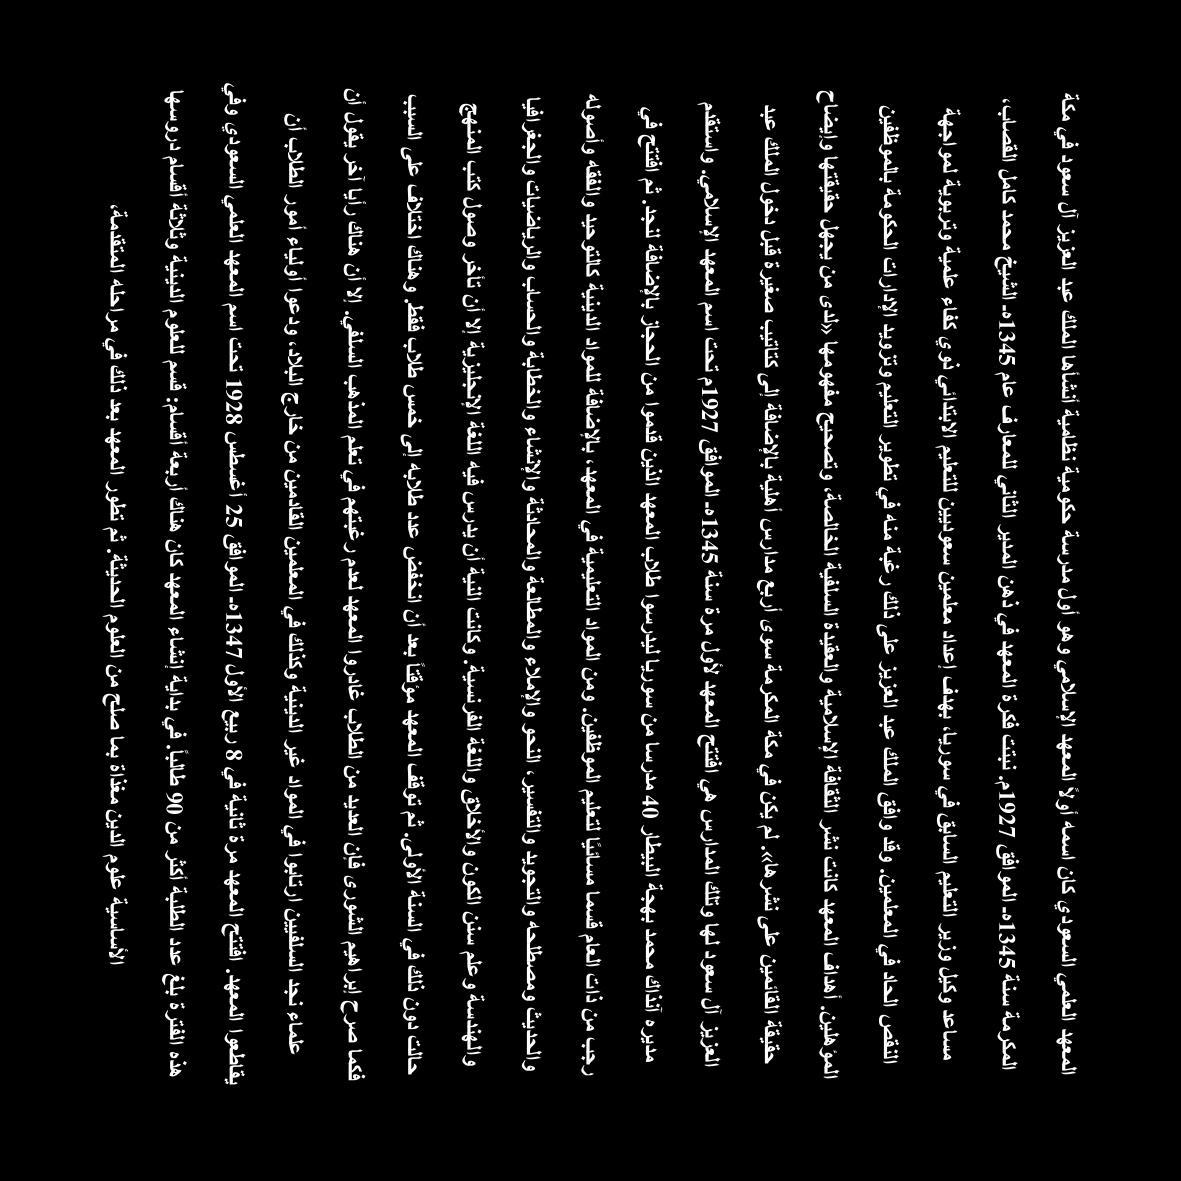 المعهد العلمي السعودي كان اسمه أولاً المعهد الإسلامي وهو أول مدرسة حكومية نظامية أنشأها الملك عبد العزيز آل سعود في مكة
المكرمة سنة 1345هـ الموافق 1927م. نبتت فكرة المعهد في ذهن المدير الثاني للمعارف عام 1345هـ الشيخ محمد كامل القصاب،
مساعد وكيل وزير التعليم السابق في سوريا، بهدف إعداد معلمين سعوديين للتعليم الابتدائي ذوي كفاءة علمية وتربوية لمواجهة
النقص الحاد في المعلمين. وقد وافق الملك عبد العزيز على ذلك رغبة منه في تطوير التعليم وتزويد الإدارات الحكومة بالموظفين
المؤهلين. أهداف المعهد كانت نشر الثقافة الإسلامية والعقيدة السلفية الخالصة، وتصحيح مفهومها «لدى من يجهل حقيقتها وإيضاح
حقيقة القائمين على نشرها». لم يكن في مكة المكرمة سوى أربع مدارس أهلية بالإضافة إلى كتاتيب صغيرة قبل دخول الملك عبد
العزيز آل سعود لها وتلك المدارس هي افتتح المعهد لأول مرة سنة 1345هـ الموافق 1927م تحت اسم المعهد الإسلامي. واستقدم
مديره آنذاك محمد بهجة البيطار 40 مدرسا من سوريا ليدرسوا طلاب المعهد الذين قدموا من الحجاز بالإضافة لنجد. ثم افتتح في
رجب من ذات العام قسما مسائيًا لتعليم الموظفين. ومن المواد التعليمية في المعهد، بالإضافة للمواد الدينية كالتوحيد والفقه وأصوله
والحديث ومصطلحه والتجويد والتفسير، النحو والإملاء والمطالعة والمحادثة والإنشاء والخطابة والحساب والرياضيات والجغرافيا
والهندسة وعلم سنن الكون والأخلاق واللغة الفرنسية. وكانت النية أن يدرس فيه اللغة الإنجليزية إلا أن تأخر وصول كتب المنهج
حالت دون ذلك في السنة الأولى. ثم توقف المعهد مؤقتاً بعد أن انخفض عدد طلابه إلى خمس طلاب فقط. وهناك اختلاف على السبب
فكما صرح إبراهيم الشورى فإن العديد من الطلاب غادروا المعهد لعدم رغبتهم في تعلم المذهب السلفي. إلا أن هناك رأيا آخر يقول أن
علماء نجد السلفيين ارتابوا في المواد غير الدينية وكذلك في المعلمين القادمين من خارج البلاد، ودعوا أولياء أمور الطلاب أن
يقاطعوا المعهد. افتتح المعهد مرة ثانية في 8 ربيع الأول 1347هـ الموافق 25 أغسطس 1928 تحت اسم المعهد العلمي السعودي وفي
هذه الفترة بلغ عدد الطلبة أكثر من 90 طالباً. في بداية إنشاء المعهد كان هناك أربعة أقسام: قسم للعلوم الدينية وثلاثة أقسام دروسها
الأساسية علوم الدين مغذاة بما صلح من العلوم الحديثة. ثم تطور المعهد بعد ذلك في مراحله المتقدمة،